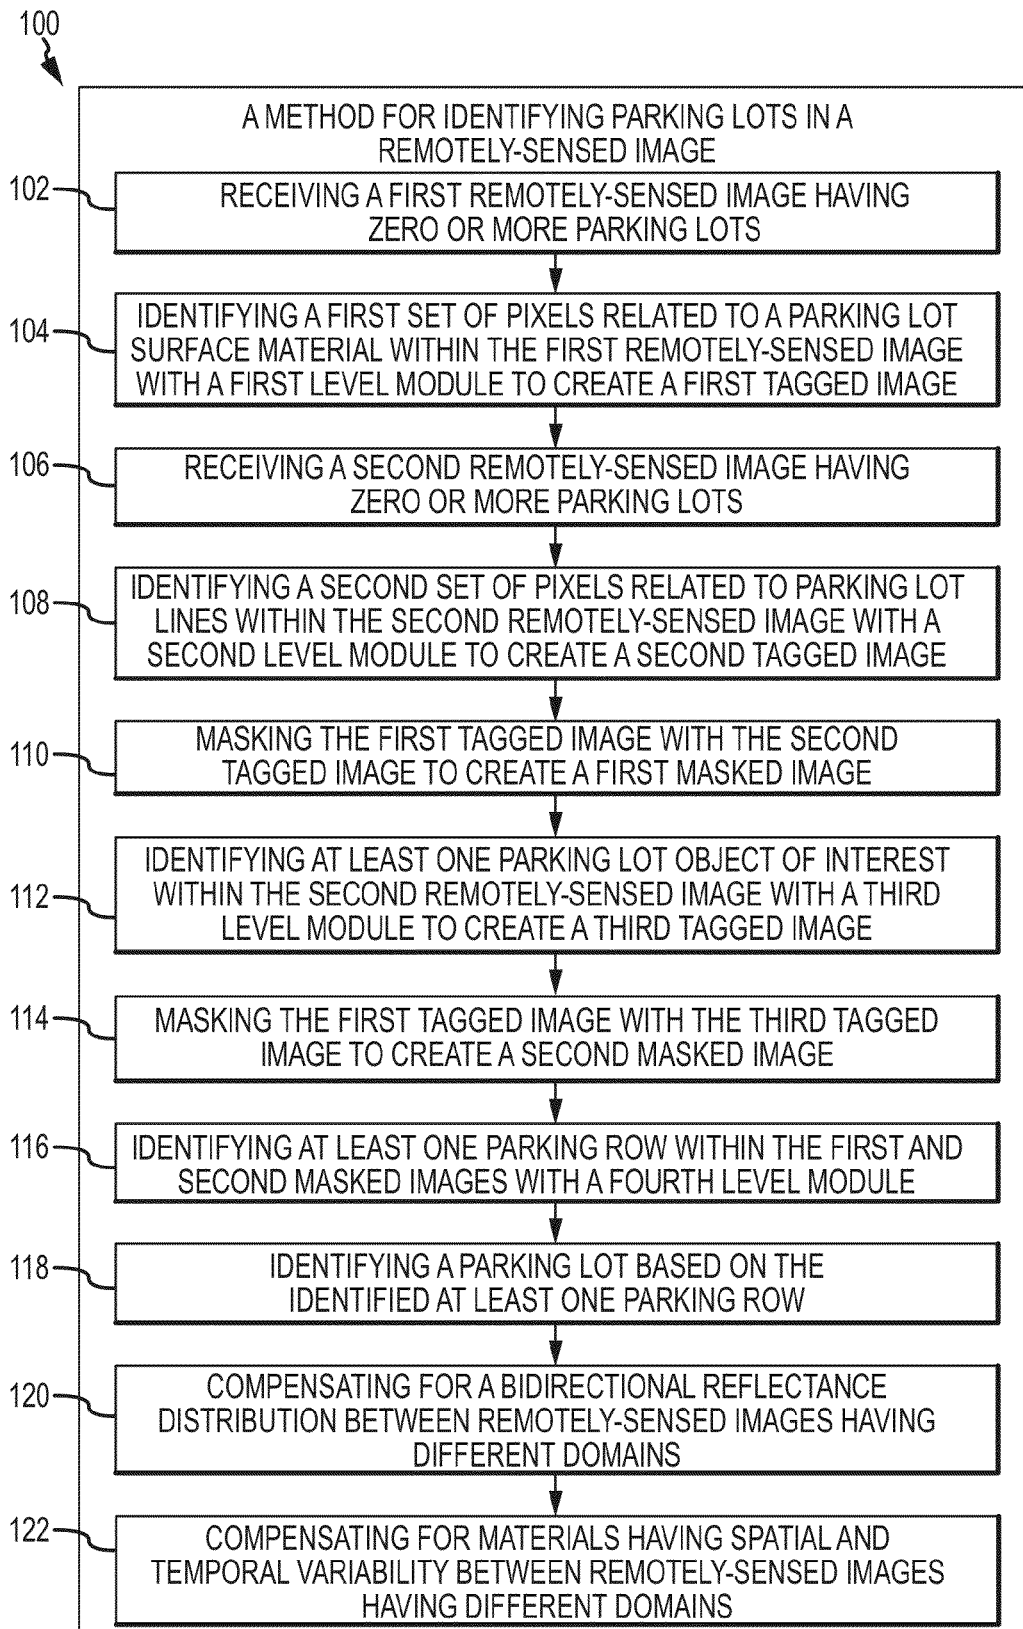 100
A METHOD FOR IDENTIFYING PARKING LOTS IN A
REMOTELY-SENSED IMAGE
102
RECEIVING A FIRST REMOTELY-SENSED IMAGE HAVING
ZERO OR MORE PARKING LOTS
104
IDENTIFYING A FIRST SET OF PIXELS RELATED TO A PARKING LOT
SURFACE MATERIAL WITHIN THE FIRST REMOTELY-SENSED IMAGE
WITH A FIRST LEVEL MODULE TO CREATE A FIRST TAGGED IMAGE
106
RECEIVING A SECOND REMOTELY-SENSED IMAGE HAVING
ZERO OR MORE PARKING LOTS
108
IDENTIFYING A SECOND SET OF PIXELS RELATED TO PARKING LOT
LINES WITHIN THE SECOND REMOTELY-SENSED IMAGE WITH A
SECOND LEVEL MODULE TO CREATE A SECOND TAGGED IMAGE
110
MASKING THE FIRST TAGGED IMAGE WITH THE SECOND
TAGGED IMAGE TO CREATE A FIRST MASKED IMAGE
112
IDENTIFYING AT LEAST ONE PARKING LOT OBJECT OF INTEREST
WITHIN THE SECOND REMOTELY-SENSED IMAGE WITH A THIRD
LEVEL MODULE TO CREATE A THIRD TAGGED IMAGE
114
MASKING THE FIRST TAGGED IMAGE WITH THE THIRD TAGGED
IMAGE TO CREATE A SECOND MASKED IMAGE
116
IDENTIFYING AT LEAST ONE PARKING ROW WITHIN THE FIRST AND
SECOND MASKED IMAGES WITH A FOURTH LEVEL MODULE
118
IDENTIFYING A PARKING LOT BASED ON THE
IDENTIFIED AT LEAST ONE PARKING ROW
120
COMPENSATING FOR A BIDIRECTIONAL REFLECTANCE
DISTRIBUTION BETWEEN REMOTELY-SENSED IMAGES HAVING
DIFFERENT DOMAINS
122
COMPENSATING FOR MATERIALS HAVING SPATIAL AND
TEMPORAL VARIABILITY BETWEEN REMOTELY-SENSED IMAGES
HAVING DIFFERENT DOMAINS